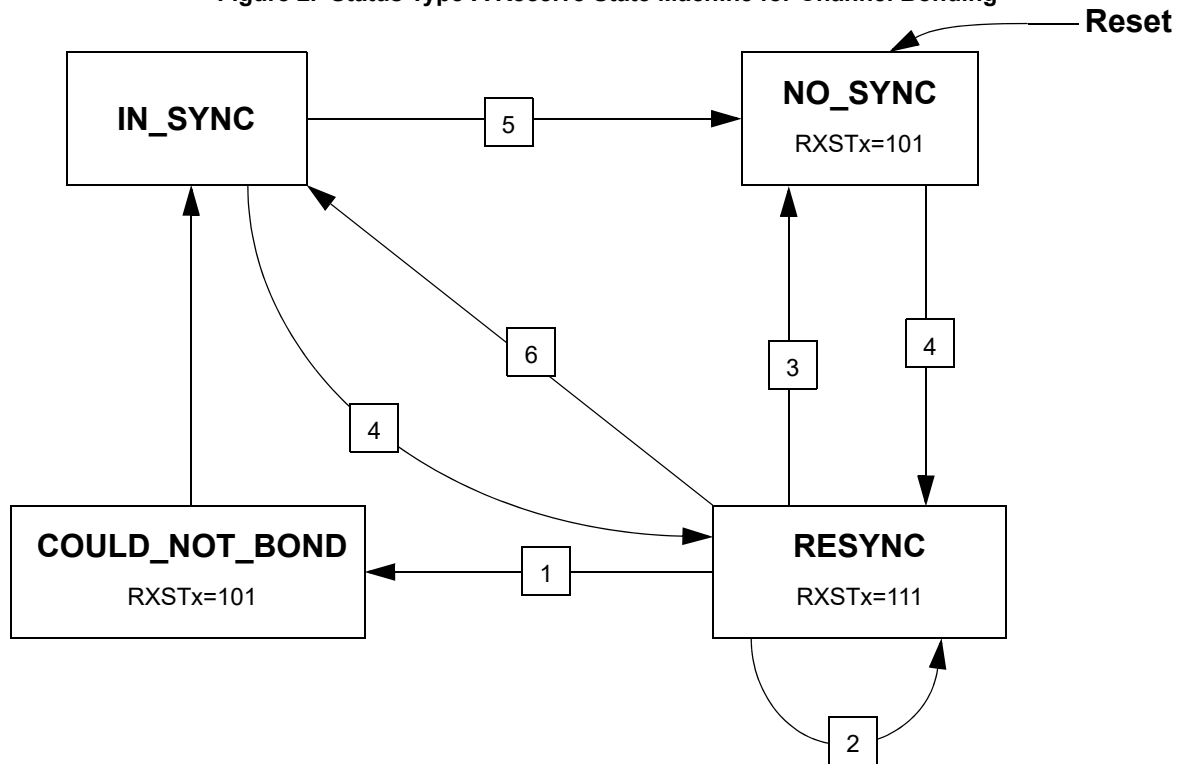 Reset
NO_SYNC
RXSTx=101
IN_SYNC
5
6
3
4
4
COULD_NOT_BOND
RXSTx=101
1
RESYNC
RXSTx=111
2